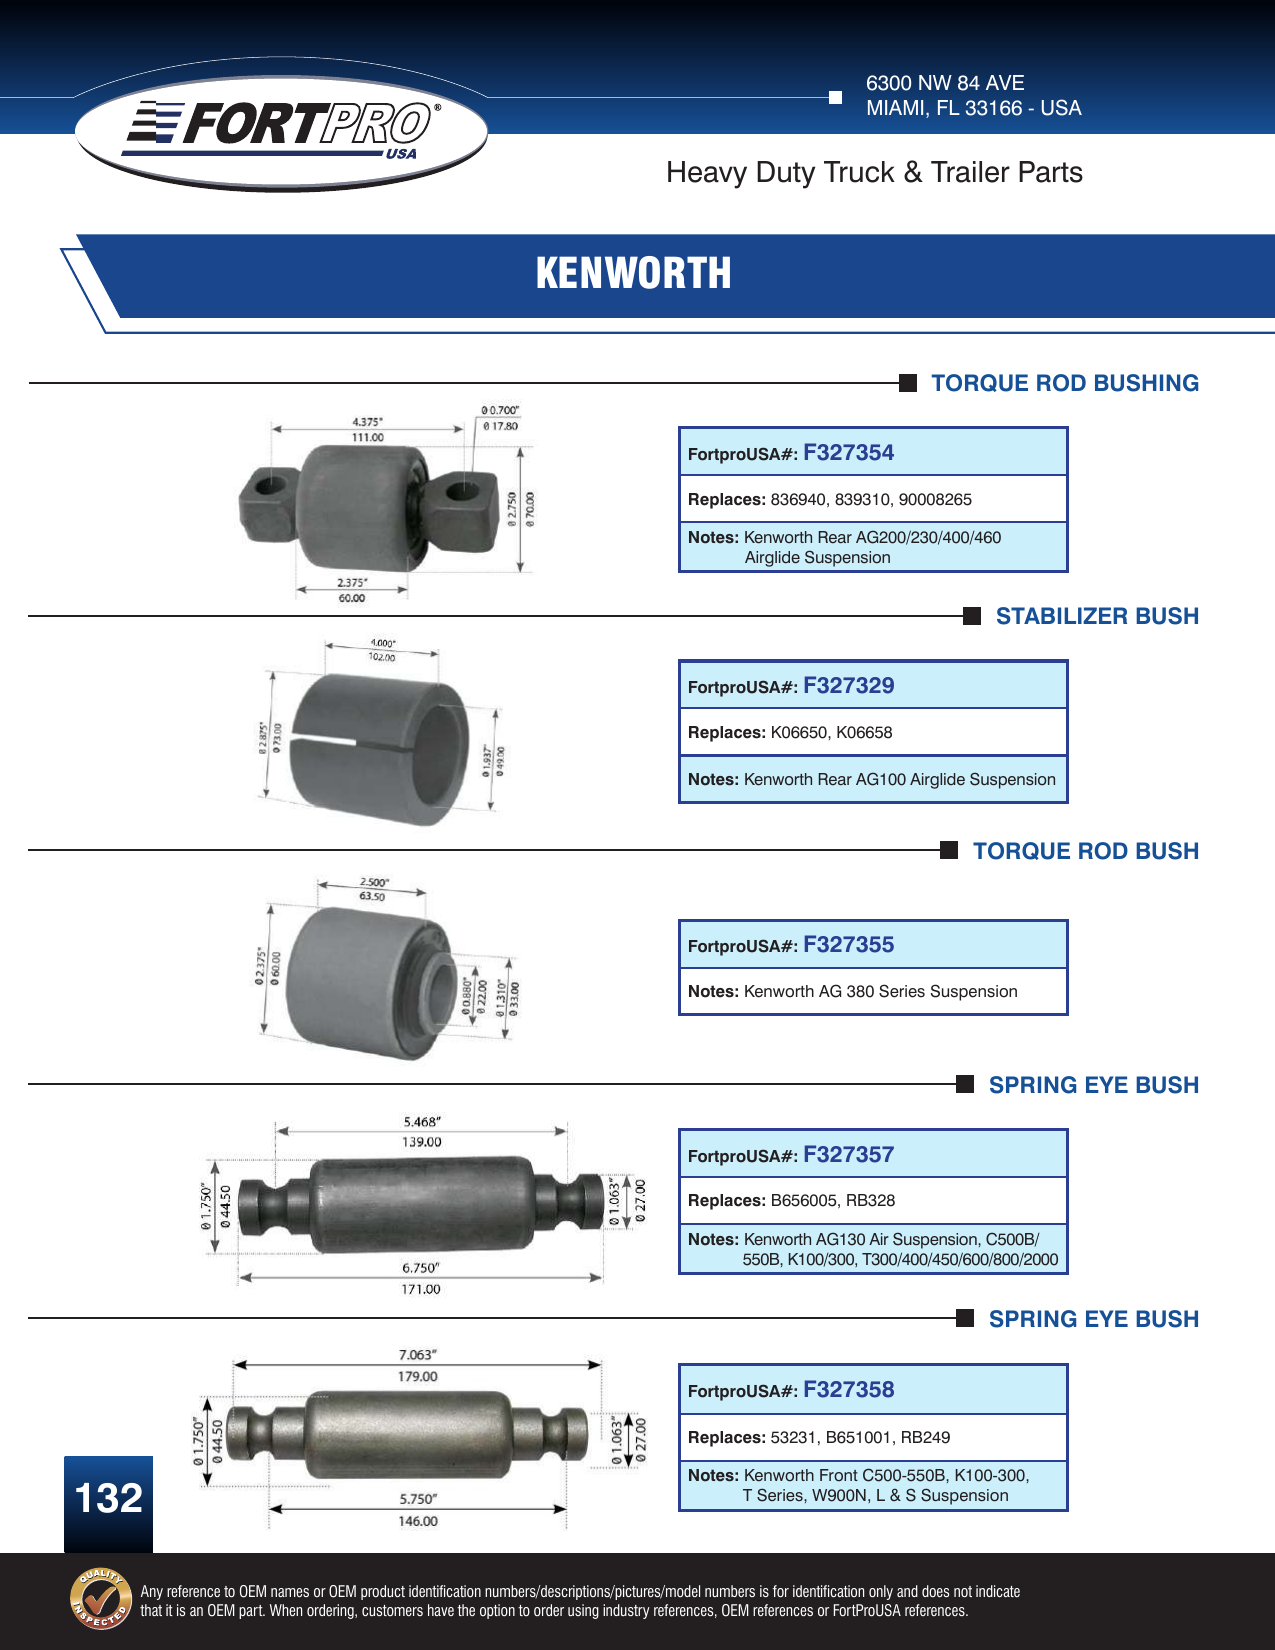 FORTPRO®
USA
6300 NW 84 AVE
MIAMI, FL 33166 - USA
Heavy Duty Truck & Trailer Parts
KENWORTH
TORQUE ROD BUSHING
4.375"
111.00
Ø 0.700"
Ø 17.80
Ø 2.750
Ø 70.00
2.375"
60.00
FortproUSA#: F327354
Replaces: 836940, 839310, 90008265
Notes: Kenworth Rear AG200/230/400/460
Airglide Suspension
STABILIZER BUSH
4.000"
102.00
Ø 2.875"
Ø 73.00
Ø 1.937"
Ø 49.00
FortproUSA#: F327329
Replaces: K06650, K06658
Notes: Kenworth Rear AG100 Airglide Suspension
TORQUE ROD BUSH
2.500"
63.50
Ø 2.375"
Ø 60.00
Ø 0.880"
Ø 22.00
Ø 1.310"
Ø 33.00
FortproUSA#: F327355
Notes: Kenworth AG 380 Series Suspension
SPRING EYE BUSH
5.468"
139.00
Ø 1.750"
Ø 44.50
Ø 1.063"
Ø 27.00
6.750"
171.00
FortproUSA#: F327357
Replaces: B656005, RB328
Notes: Kenworth AG130 Air Suspension, C500B/
550B, K100/300, T300/400/450/600/800/2000
SPRING EYE BUSH
7.063"
179.00
Ø 1.750"
Ø 44.50
Ø 1.063"
Ø 27.00
5.750"
146.00
FortproUSA#: F327358
Replaces: 53231, B651001, RB249
Notes: Kenworth Front C500-550B, K100-300,
T Series, W900N, L & S Suspension
132
QUALITY
INSPECTED
Any reference to OEM names or OEM product identification numbers/descriptions/pictures/model numbers is for identification only and does not indicate
that it is an OEM part. When ordering, customers have the option to order using industry references, OEM references or FortProUSA references.